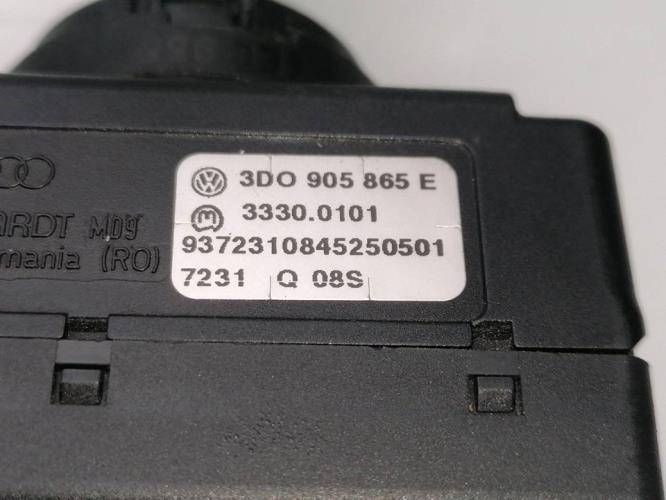 3D0 905 865 E
3330.0101
9372310845250501
7231 Q 08S
ARDT M09
mania (RO)